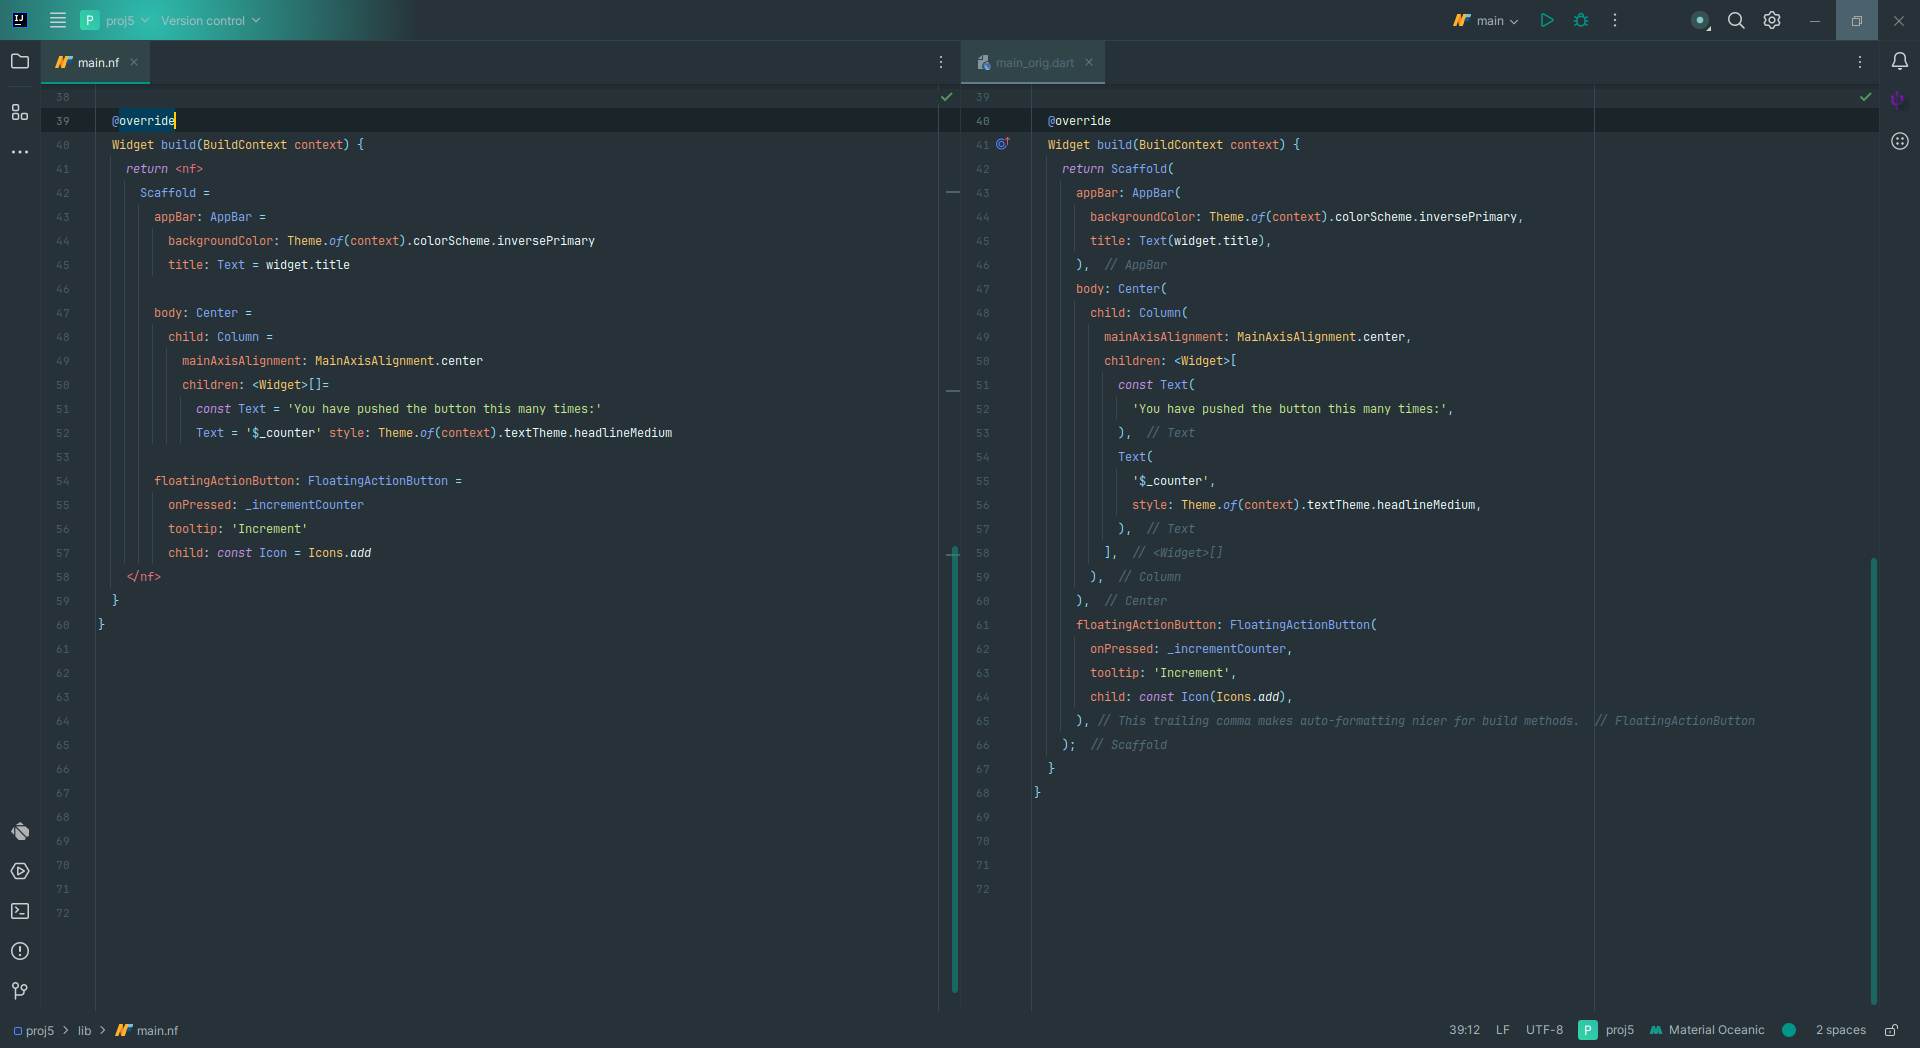 IJ
P proj5 Version control
main
main.nf
main_orig.dart
38
39 @override
40 Widget build(BuildContext context) {
41 return <nf>
42 Scaffold =
43 appBar: AppBar =
44 backgroundColor: Theme.of(context).colorScheme.inversePrimary
45 title: Text = widget.title
46
47 body: Center =
48 child: Column =
49 mainAxisAlignment: MainAxisAlignment.center
50 children: <Widget>[]=
51 const Text = 'You have pushed the button this many times:'
52 Text = '$_counter' style: Theme.of(context).textTheme.headlineMedium
53
54 floatingActionButton: FloatingActionButton =
55 onPressed: _incrementCounter
56 tooltip: 'Increment'
57 child: const Icon = Icons.add
58 </nf>
59 }
60 }
61
62
63
64
65
66
67
68
69
70
71
72
39
40 @override
41 Widget build(BuildContext context) {
42 return Scaffold(
43 appBar: AppBar(
44 backgroundColor: Theme.of(context).colorScheme.inversePrimary,
45 title: Text(widget.title),
46 ), // AppBar
47 body: Center(
48 child: Column(
49 mainAxisAlignment: MainAxisAlignment.center,
50 children: <Widget>[
51 const Text(
52 'You have pushed the button this many times:',
53 ), // Text
54 Text(
55 '$_counter',
56 style: Theme.of(context).textTheme.headlineMedium,
57 ), // Text
58 ], // <Widget>[]
59 ), // Column
60 ), // Center
61 floatingActionButton: FloatingActionButton(
62 onPressed: _incrementCounter,
63 tooltip: 'Increment',
64 child: const Icon(Icons.add),
65 ), // This trailing comma makes auto-formatting nicer for build methods. // FloatingActionButton
66 ); // Scaffold
67 }
68 }
69
70
71
72
proj5 > lib > main.nf
39:12 LF UTF-8 P proj5 Material Oceanic 2 spaces